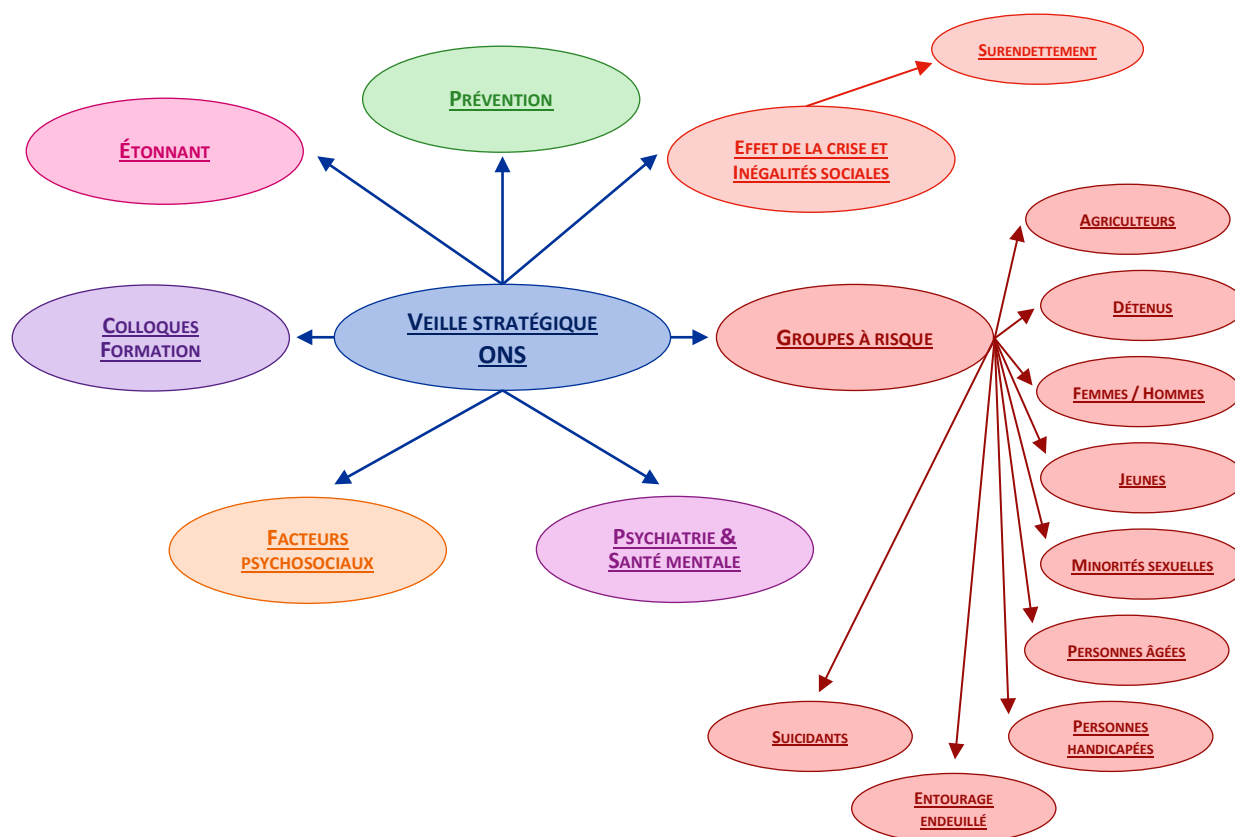 SURENDETTEMENT
PRÉVENTION
ÉTONNANT
EFFET DE LA CRISE ET
INÉGALITÉS SOCIALES
AGRICULTEURS
DÉTENUS
COLLOQUES
FORMATION
VEILLE STRATÉGIQUE
ONS
GROUPES À RISQUE
FEMMES / HOMMES
JEUNES
FACTEURS
PSYCHOSOCIAUX
PSYCHIATRIE &
SANTÉ MENTALE
MINORITÉS SEXUELLES
PERSONNES ÂGÉES
SUICIDANTS
PERSONNES
HANDICAPÉES
ENTOURAGE
ENDEUILLÉ